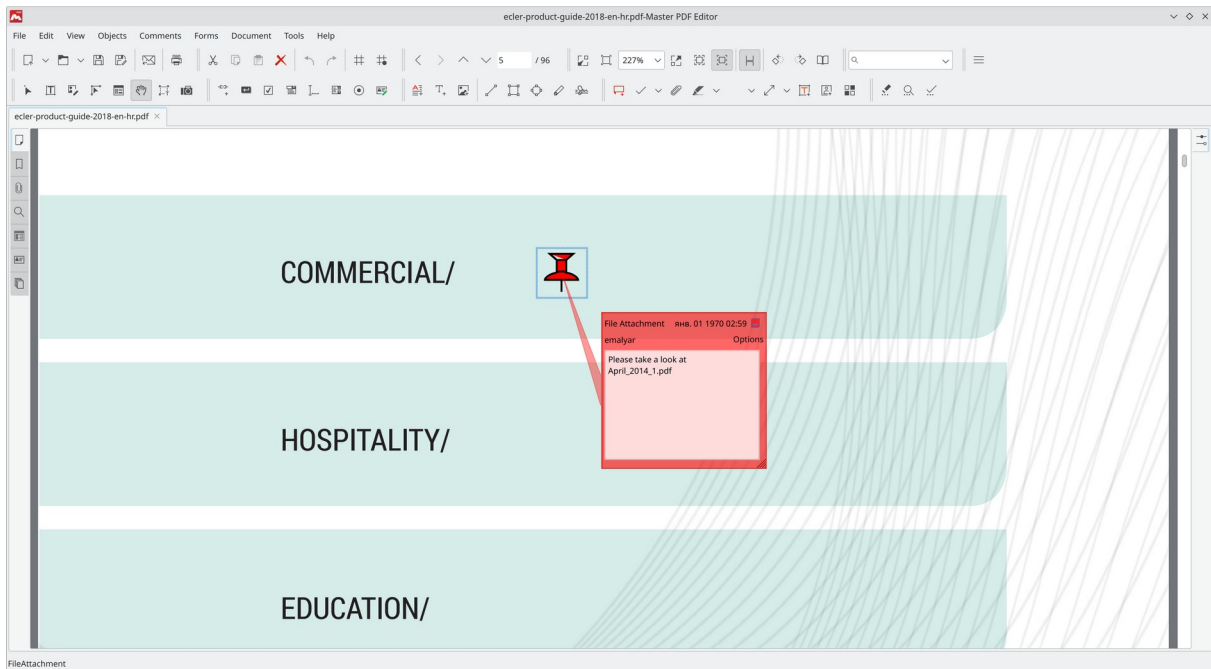 ecler-product-guide-2018-en-hr.pdf-Master PDF Editor
File Edit View Objects Comments Forms Document Tools Help
5 / 96 227%
ecler-product-guide-2018-en-hr.pdf
COMMERCIAL/
File Attachment янв. 01 1970 02:59
emalyar Options
Please take a look at
April_2014_1.pdf
HOSPITALITY/
EDUCATION/
FileAttachment